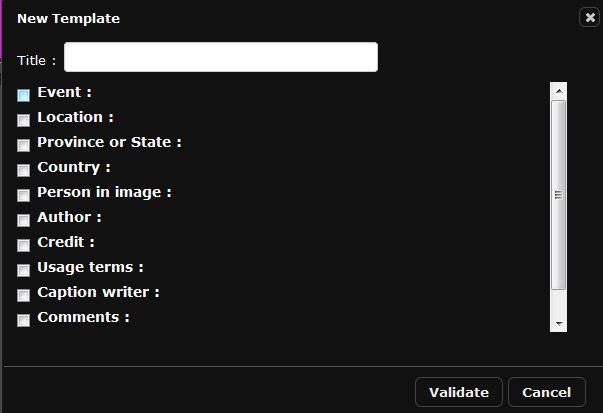 New Template
Title :
Event :
Location :
Province or State :
Country :
Person in image :
Author :
Credit :
Usage terms :
Caption writer :
Comments :
Validate Cancel